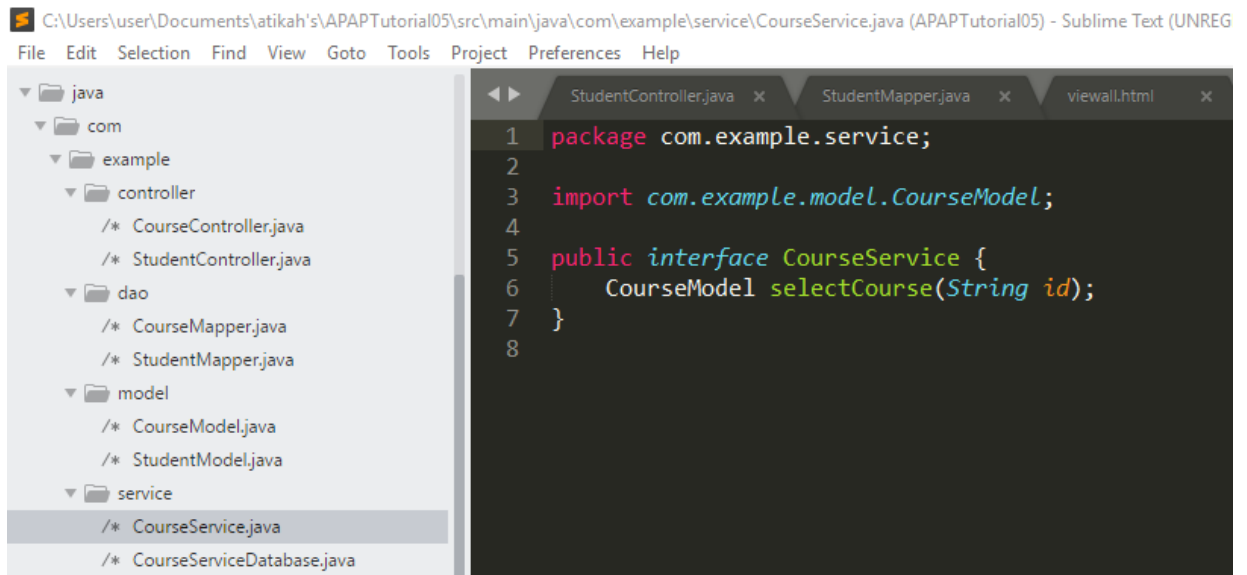 C:\Users\user\Documents\atikah's\APAPTutorial05\src\main\java\com\example\service\CourseService.java (APAPTutorial05) - Sublime Text (UNREG
File Edit Selection Find View Goto Tools Project Preferences Help
java
com
example
controller
/* CourseController.java
/* StudentController.java
dao
/* CourseMapper.java
/* StudentMapper.java
model
/* CourseModel.java
/* StudentModel.java
service
/* CourseService.java
/* CourseServiceDatabase.java
StudentController.java × StudentMapper.java × viewall.html ×
1 package com.example.service;
2
3 import com.example.model.CourseModel;
4
5 public interface CourseService {
6 CourseModel selectCourse(String id);
7 }
8